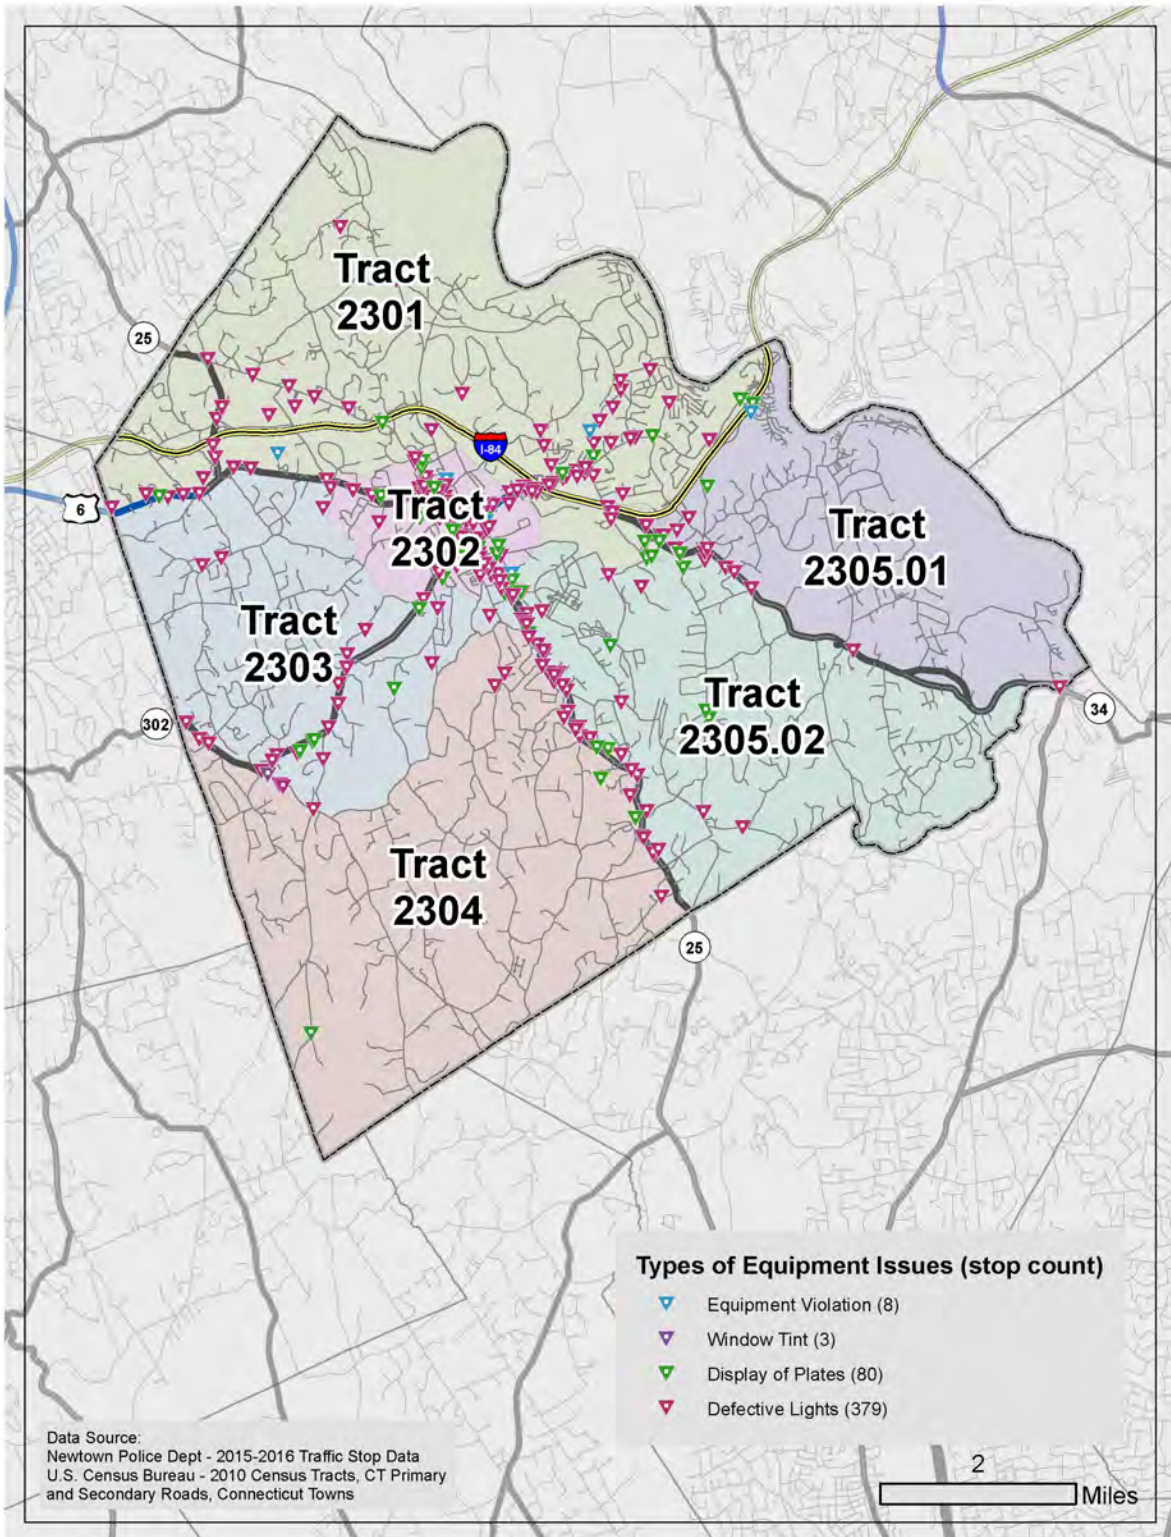 Tract
2301
25
I-84
6
Tract
2302
Tract
2305.01
Tract
2303
302
Tract
2305.02
34
Tract
2304
25
Types of Equipment Issues (stop count)
Equipment Violation (8)
Window Tint (3)
Display of Plates (80)
Defective Lights (379)
Data Source:
Newtown Police Dept - 2015-2016 Traffic Stop Data
U.S. Census Bureau - 2010 Census Tracts, CT Primary
and Secondary Roads, Connecticut Towns
2
Miles